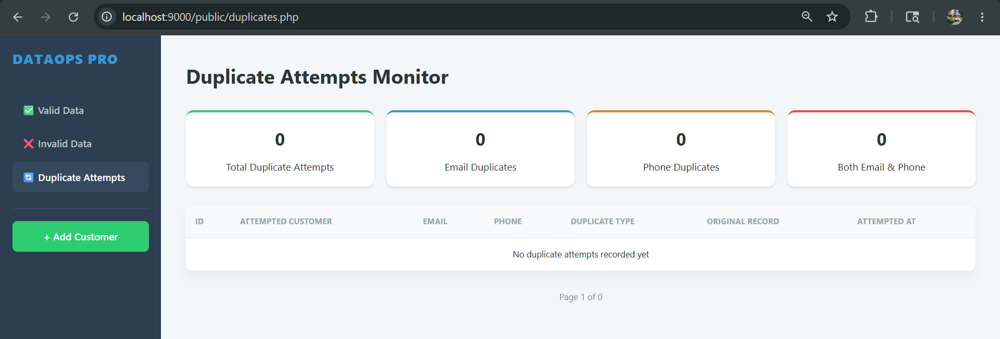 localhost:9000/public/duplicates.php
DATAOPS PRO
Valid Data
Invalid Data
Duplicate Attempts
+ Add Customer
Duplicate Attempts Monitor
0
Total Duplicate Attempts
0
Email Duplicates
0
Phone Duplicates
0
Both Email & Phone
ID ATTEMPTED CUSTOMER EMAIL PHONE DUPLICATE TYPE ORIGINAL RECORD ATTEMPTED AT
No duplicate attempts recorded yet
Page 1 of 0